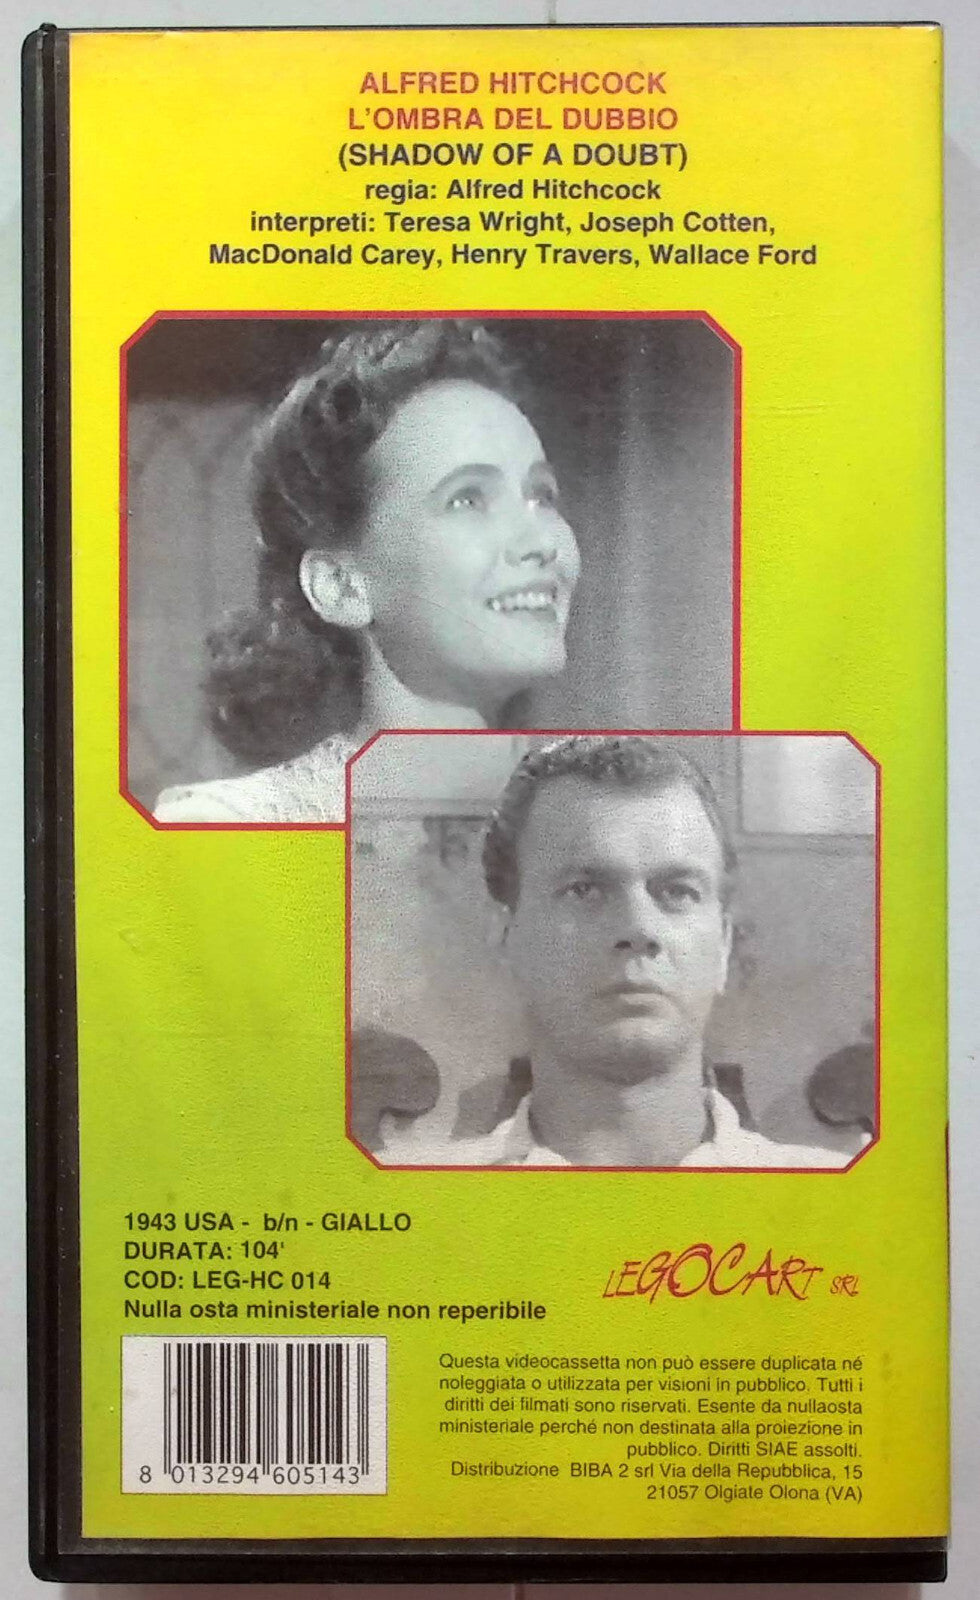 ALFRED HITCHCOCK
L'OMBRA DEL DUBBIO
(SHADOW OF A DOUBT)
regia: Alfred Hitchcock
interpreti: Teresa Wright, Joseph Cotten,
MacDonald Carey, Henry Travers, Wallace Ford
1943 USA - b/n - GIALLO
DURATA: 104'
COD: LEG-HC 014
Nulla osta ministeriale non reperibile
LEGOCART SRL
Questa videocassetta non può essere duplicata né
noleggiata o utilizzata per visioni in pubblico. Tutti i
diritti dei filmati sono riservati. Esente da nullaosta
ministeriale perché non destinata alla proiezione in
pubblico. Diritti SIAE assolti.
Distribuzione BIBA 2 srl Via della Repubblica, 15
21057 Olgiate Olona (VA)
8 013294 605143